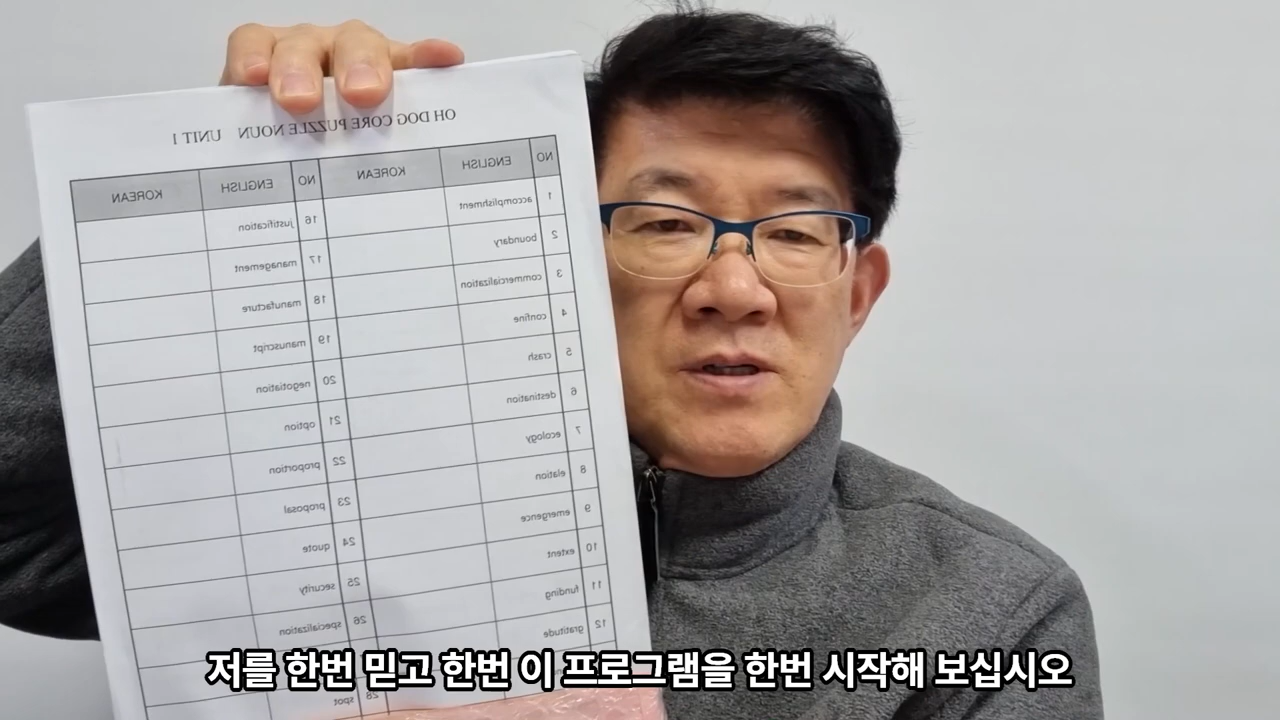 OH DOG CORE PUZZLE NOUN UNIT 1
NO ENGLISH KOREAN NO ENGLISH KOREAN
1 accomplishment 16 justification
2 boundary 17 management
3 commercialization 18 manufacture
4 confine 19 manuscript
5 crash 20 negotiation
6 destination 21 option
7 ecology 22 proportion
8 elation 23 proposal
9 emergence 24 quote
10 extent 25 security
11 funding 26 specialization
12 gratitude
28 spot
저를 한번 믿고 한번 이 프로그램을 한번 시작해 보십시오